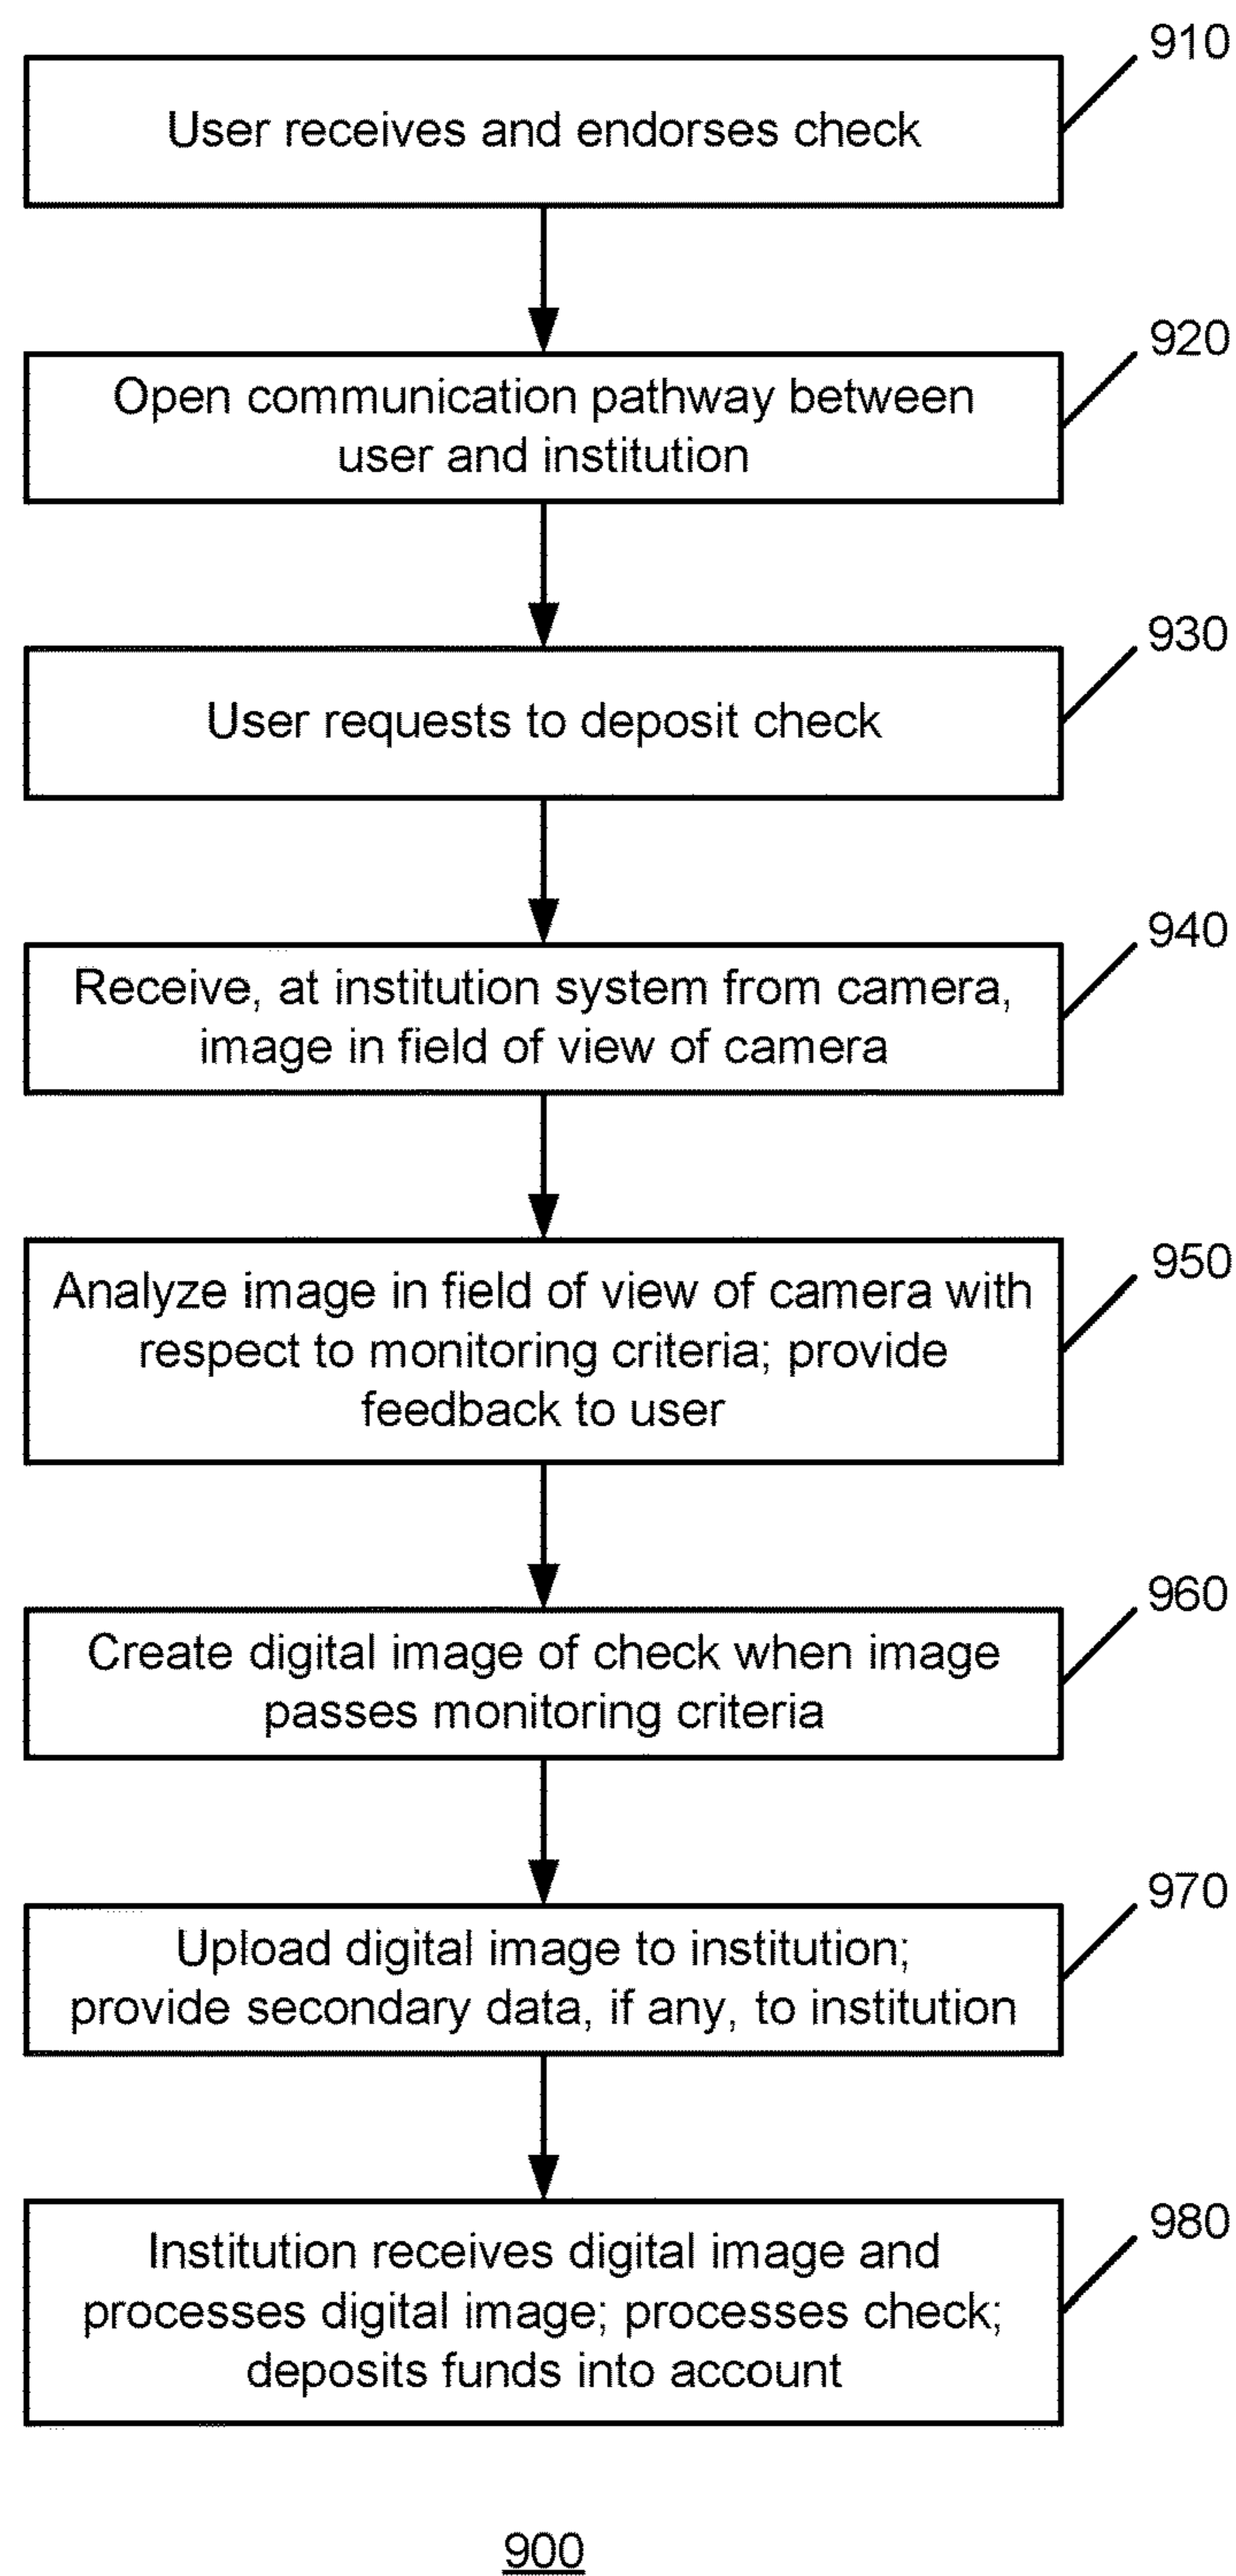 910
User receives and endorses check
920
Open communication pathway between
user and institution
930
User requests to deposit check
940
Receive, at institution system from camera,
image in field of view of camera
950
Analyze image in field of view of camera with
respect to monitoring criteria; provide
feedback to user
960
Create digital image of check when image
passes monitoring criteria
970
Upload digital image to institution;
provide secondary data, if any, to institution
980
Institution receives digital image and
processes digital image; processes check;
deposits funds into account
900